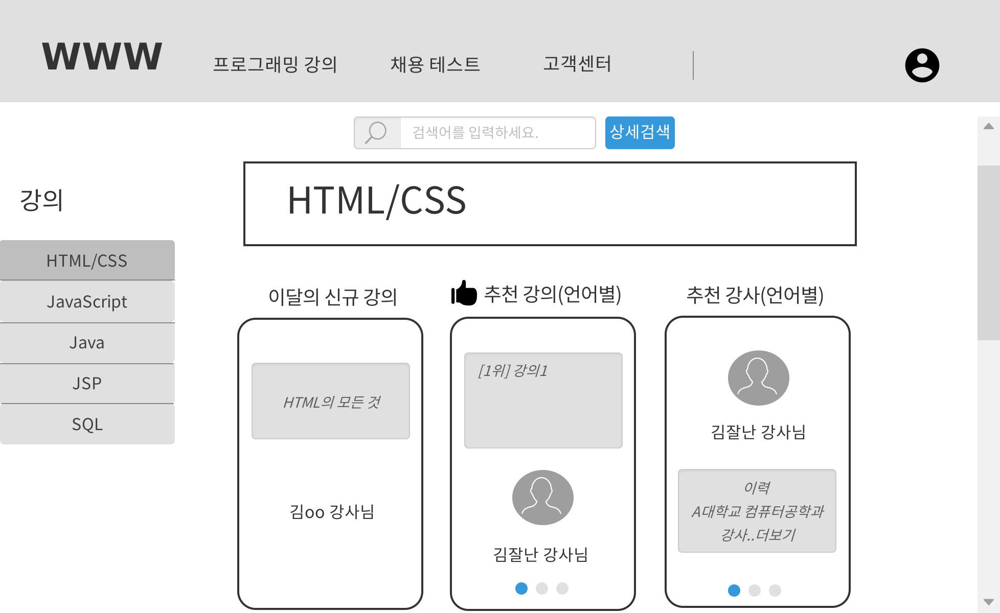 www
프로그래밍 강의
채용 테스트
고객센터
검색어를 입력하세요.
상세검색
강의
HTML/CSS
JavaScript
Java
JSP
SQL
HTML/CSS
이달의 신규 강의
HTML의 모든 것
김oo 강사님
추천 강의(언어별)
[1위] 강의1
김잘난 강사님
추천 강사(언어별)
김잘난 강사님
이력
A대학교 컴퓨터공학과
강사..더보기